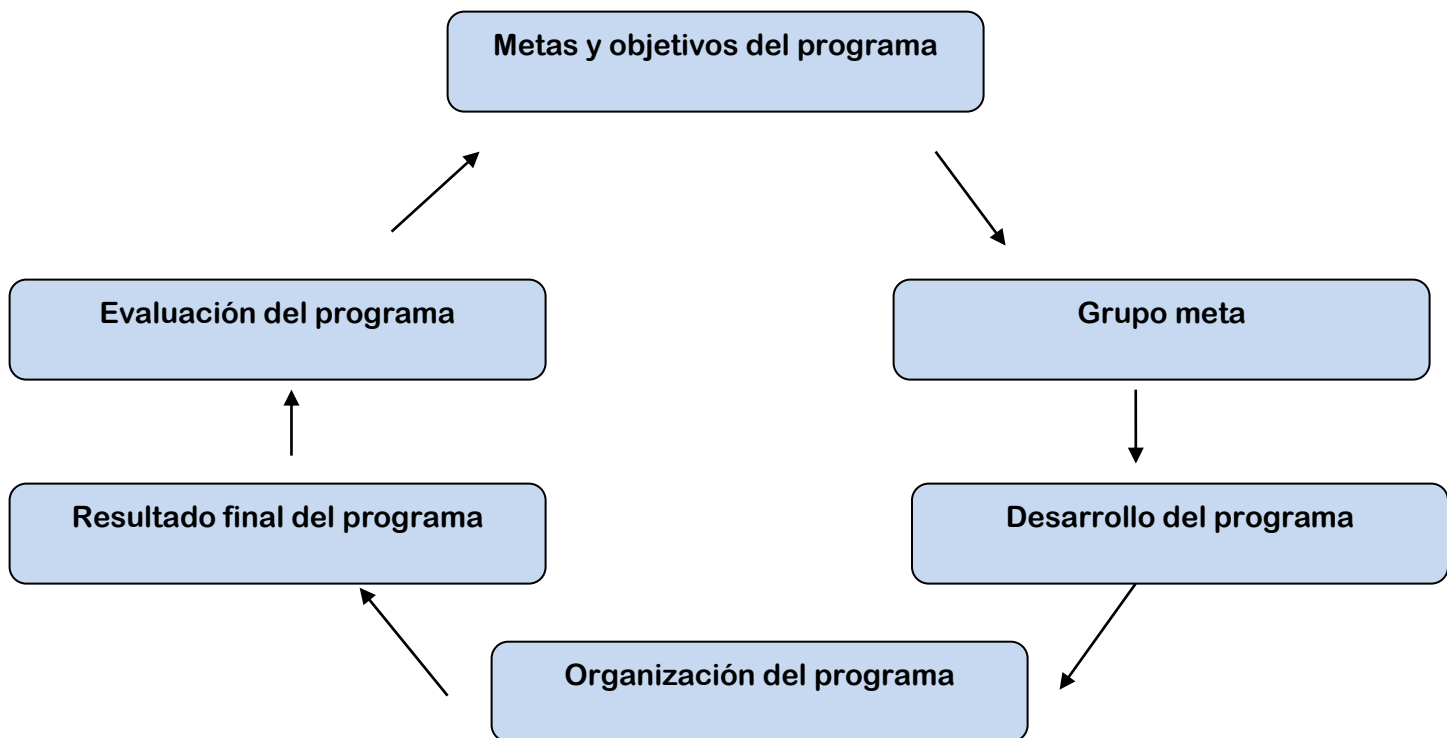 Metas y objetivos del programa
Evaluación del programa
Grupo meta
Resultado final del programa
Desarrollo del programa
Organización del programa